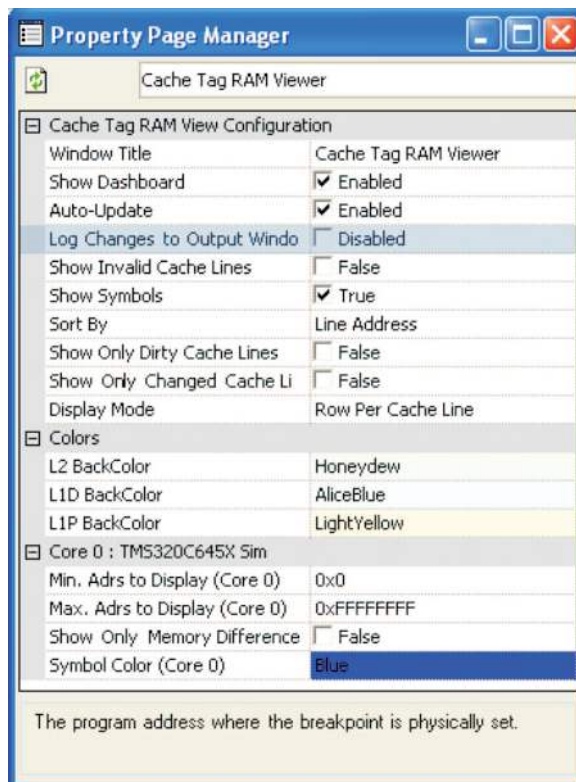 Property Page Manager
Cache Tag RAM Viewer
Cache Tag RAM View Configuration
Window Title Cache Tag RAM Viewer
Show Dashboard Enabled
Auto-Update Enabled
Log Changes to Output Windo Disabled
Show Invalid Cache Lines False
Show Symbols True
Sort By Line Address
Show Only Dirty Cache Lines False
Show Only Changed Cache Li False
Display Mode Row Per Cache Line
Colors
L2 BackColor Honeydew
L1D BackColor AliceBlue
L1P BackColor LightYellow
Core 0 : TMS320C645X Sim
Min. Adrs to Display (Core 0) 0x0
Max. Adrs to Display (Core 0) 0xFFFFFFFF
Show Only Memory Difference False
Symbol Color (Core 0) Blue
The program address where the breakpoint is physically set.